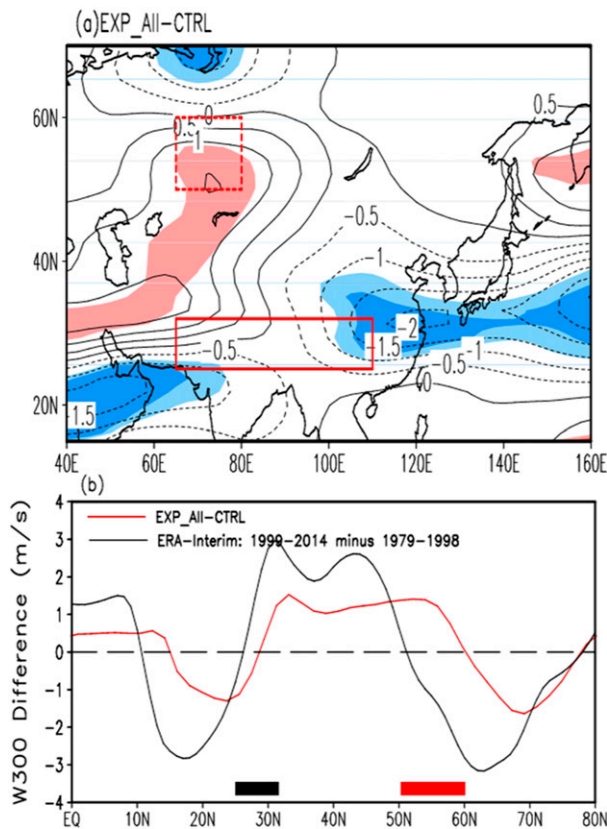 (a)EXP_All-CTRL
60N
40N
20N
0.5
0
1
0.5
-0.5
-1
-2
-1.5
-0.5
-1
-0.5
0
1.5
40E
60E
80E
100E
120E
140E
160E
(b)
W300 Difference (m/s)
4
3
2
1
0
-1
-2
-3
-4
EXP_All-CTRL
ERA-Interim: 1999-2014 minus 1979-1998
EQ
10N
20N
30N
40N
50N
60N
70N
80N